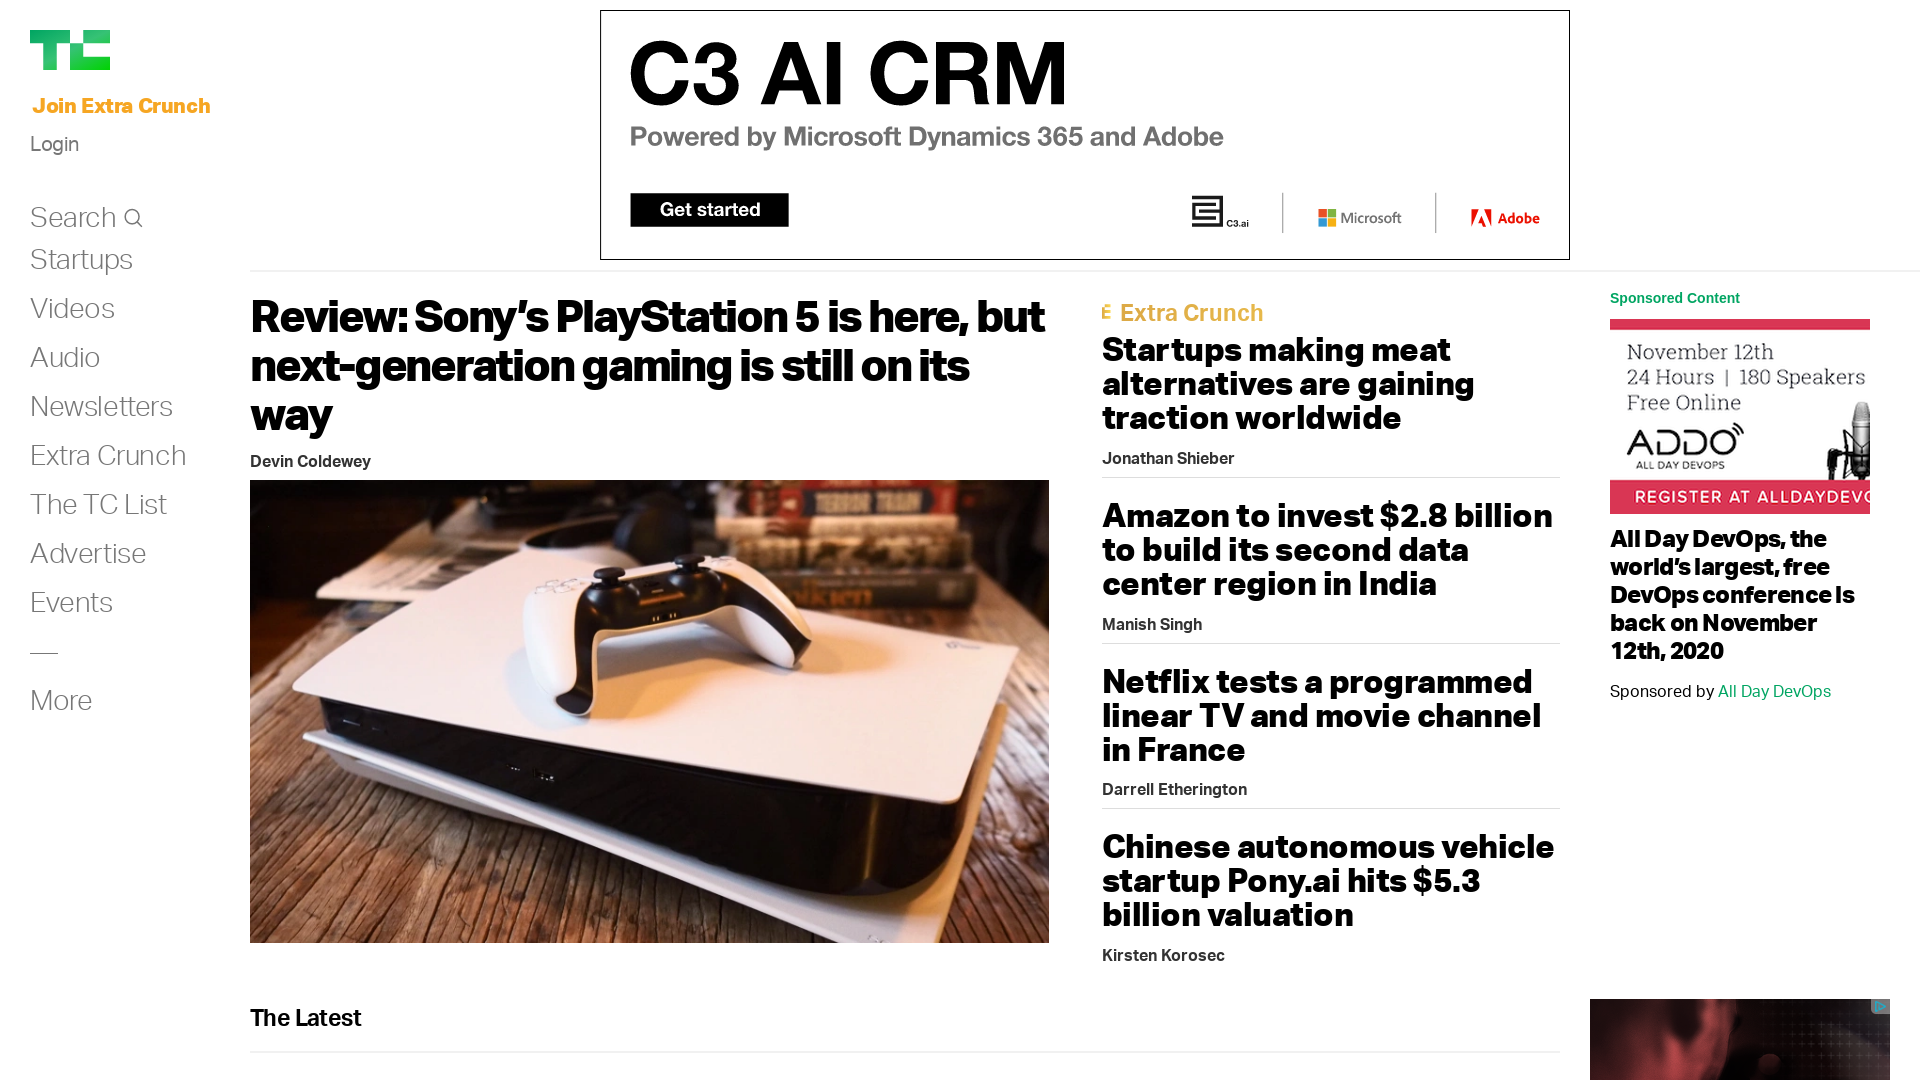 TC
Join Extra Crunch
Login
Search
Startups
Videos
Audio
Newsletters
Extra Crunch
The TC List
Advertise
Events
More
C3 AI CRM
Powered by Microsoft Dynamics 365 and Adobe
Get started
C3.ai
Microsoft
Adobe
Review: Sony’s PlayStation 5 is here, but
next-generation gaming is still on its
way
Devin Coldewey
TERROR TRAIN
Extra Crunch
Startups making meat
alternatives are gaining
traction worldwide
Jonathan Shieber
Amazon to invest $2.8 billion
to build its second data
center region in India
Manish Singh
Netflix tests a programmed
linear TV and movie channel
in France
Darrell Etherington
Chinese autonomous vehicle
startup Pony.ai hits $5.3
billion valuation
Kirsten Korosec
Sponsored Content
November 12th
24 Hours | 180 Speakers
Free Online
ADDO
ALL DAY DEVOPS
REGISTER AT ALLDAYDEVO
All Day DevOps, the
world’s largest, free
DevOps conference Is
back on November
12th, 2020
Sponsored by All Day DevOps
The Latest